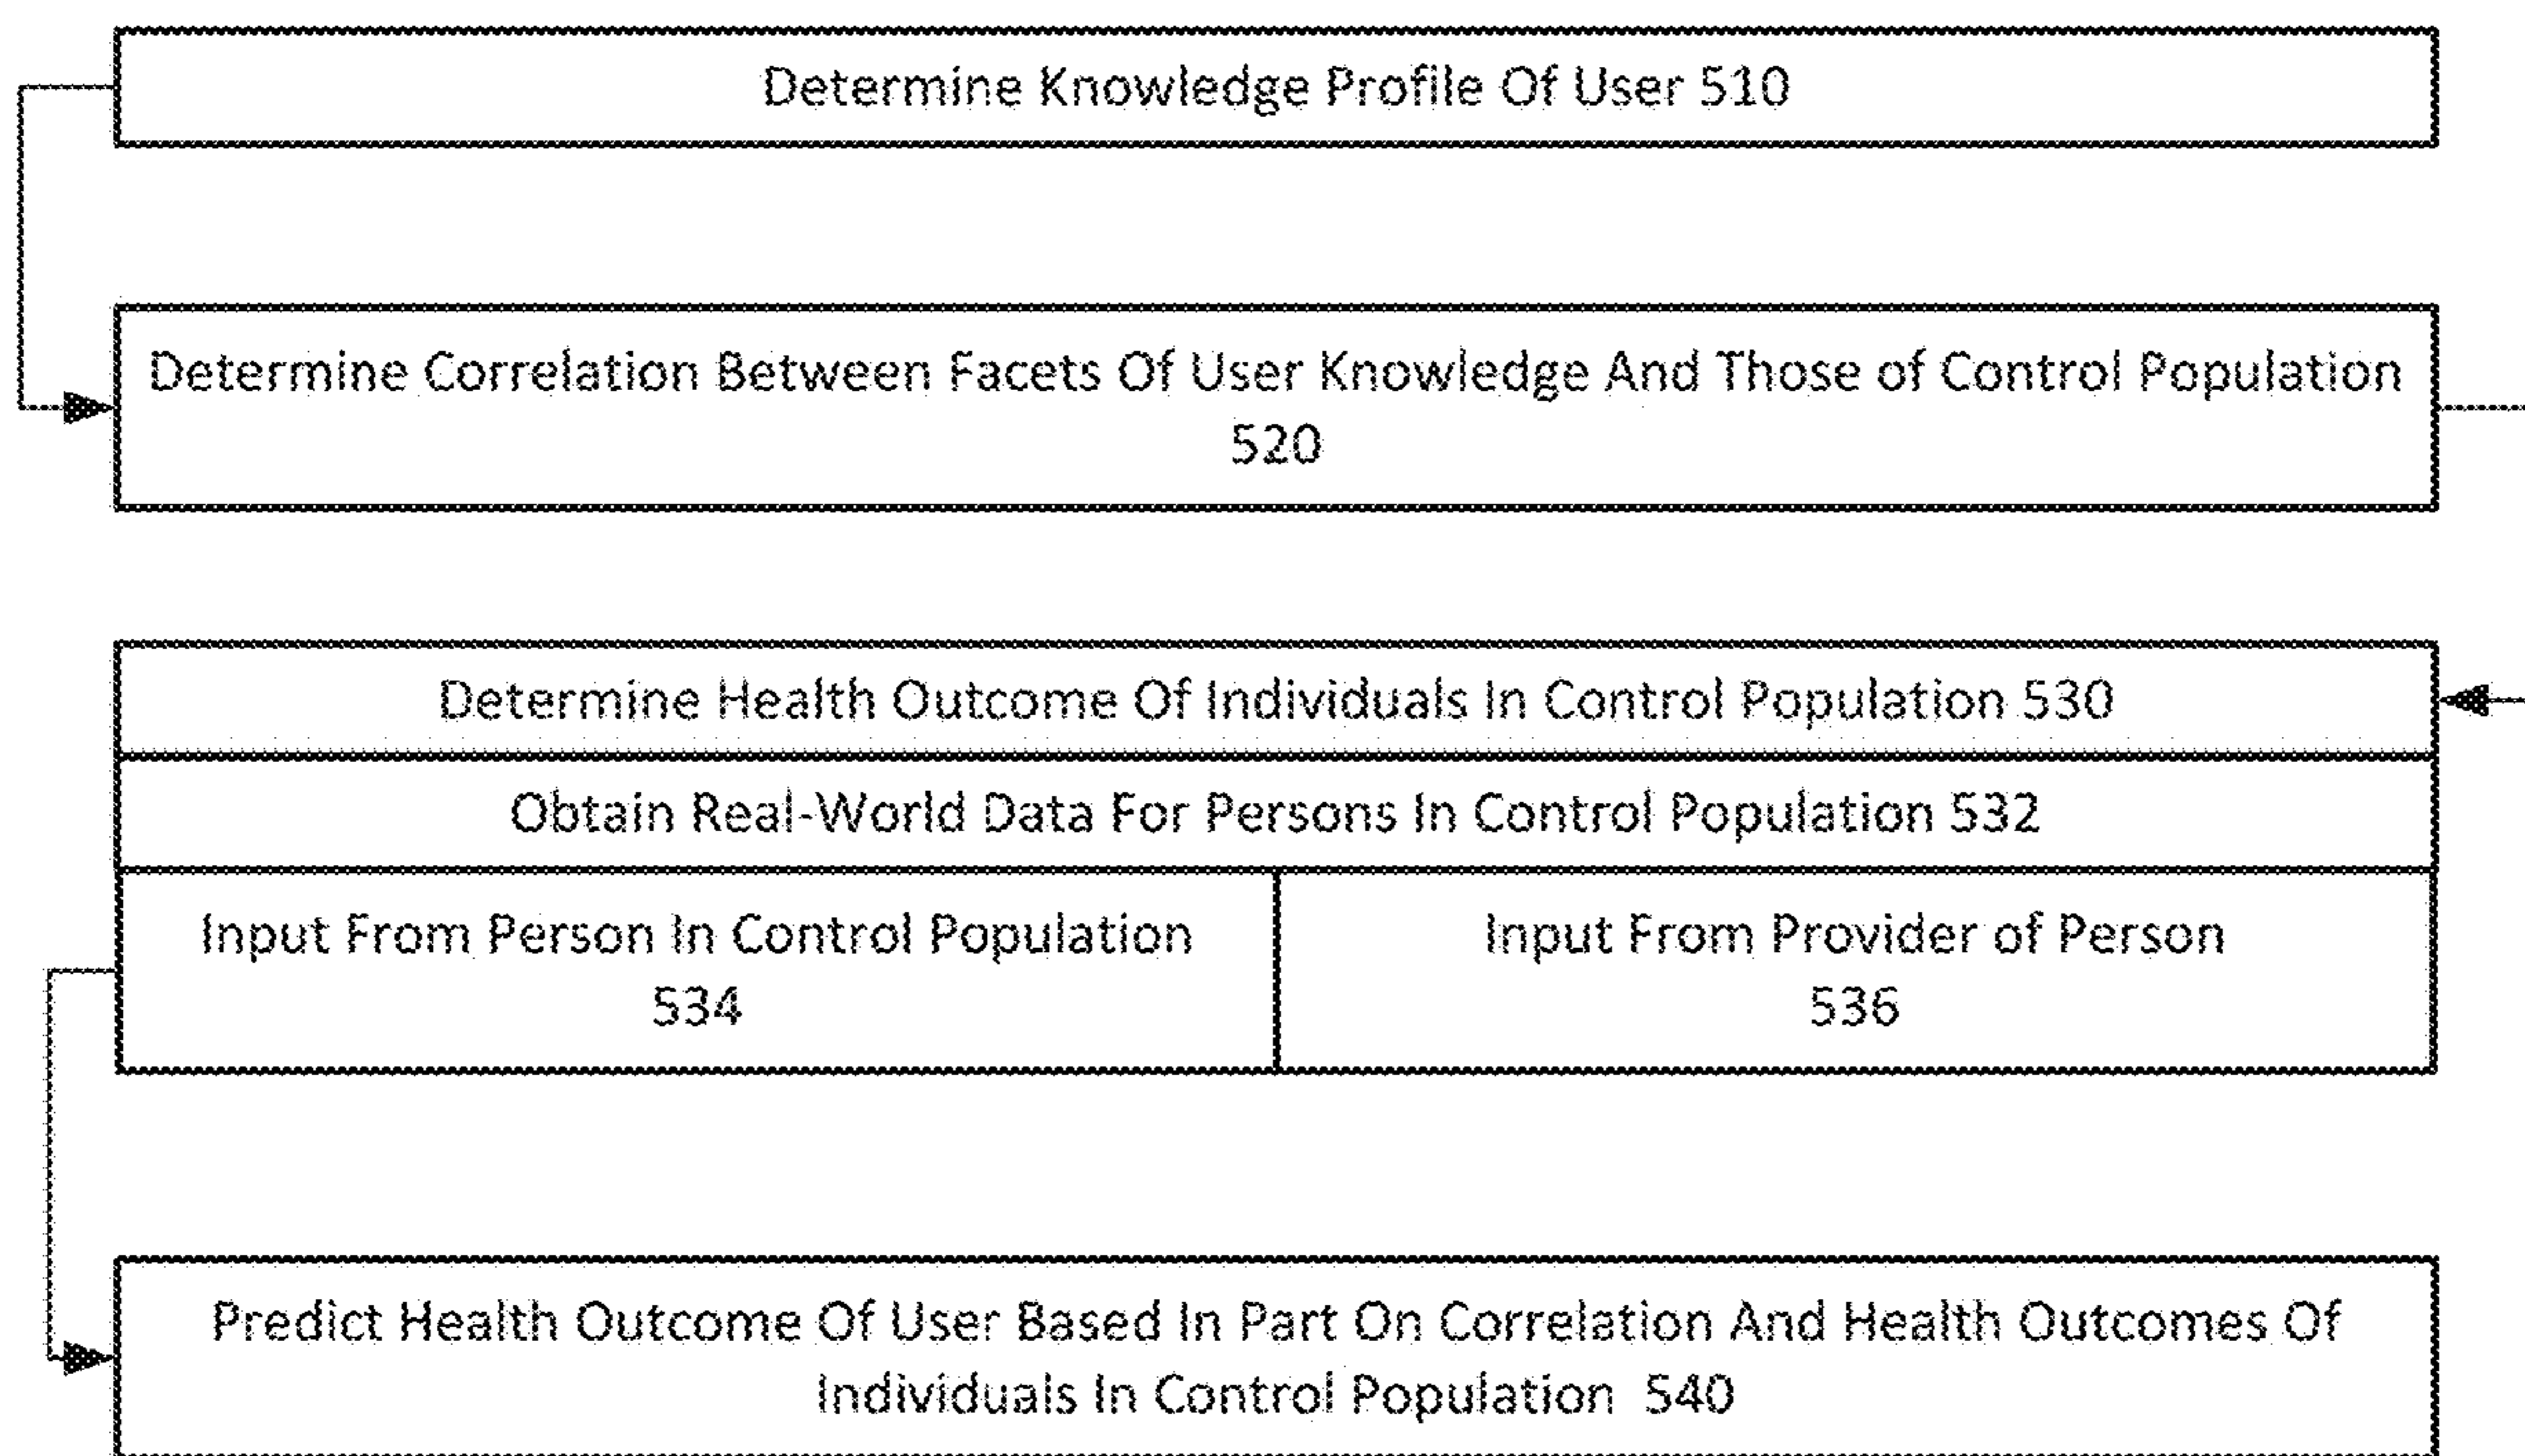 Determine Knowledge Profile Of User 510
Determine Correlation Between Facets Of User Knowledge And Those of Control Population
520
Determine Health Outcome Of Individuals In Control Population 530
Obtain Real-World Data For Persons In Control Population 532
Input From Person In Control Population
534
Input From Provider of Person
536
Predict Health Outcome Of User Based In Part On Correlation And Health Outcomes Of
Individuals In Control Population 540